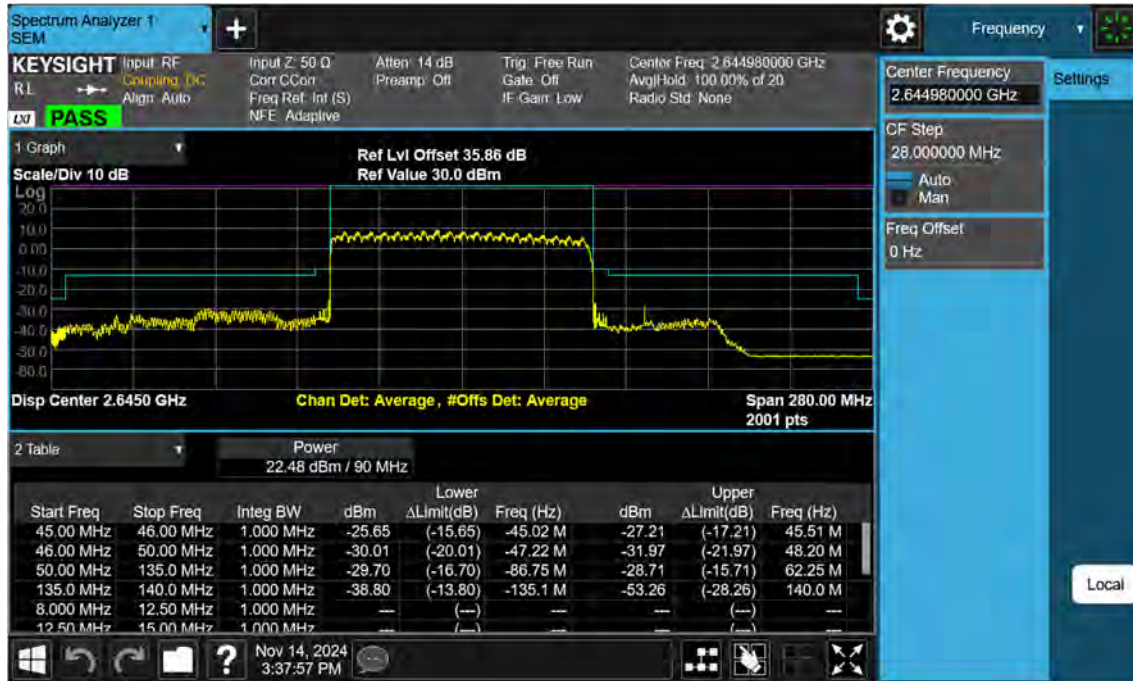 Spectrum Analyzer 1
SEM
+
Frequency
KEYSIGHT
RL
LXI PASS
Input: RF
Coupling: DC
Align: Auto
Input Z: 50 Ω
Corr CCorr
Freq Ref: Int (S)
NFE: Adaptive
Atten: 14 dB
Preamp: Off
Trig: Free Run
Gate: Off
IF Gain: Low
Center Freq: 2.644980000 GHz
Avg|Hold: 100.00% of 20
Radio Std: None
Center Frequency
2.644980000 GHz
Settings
CF Step
28.000000 MHz
Auto
Man
Freq Offset
0 Hz
1 Graph
Scale/Div 10 dB
Ref Lvl Offset 35.86 dB
Ref Value 30.0 dBm
Log
20.0
10.0
0.00
-10.0
-20.0
-30.0
-40.0
-50.0
-60.0
Disp Center 2.6450 GHz
Chan Det: Average , #Offs Det: Average
Span 280.00 MHz
2001 pts
2 Table
Power
22.48 dBm / 90 MHz
Lower Upper
Start Freq Stop Freq Integ BW dBm ΔLimit(dB) Freq (Hz) dBm ΔLimit(dB) Freq (Hz)
45.00 MHz 46.00 MHz 1.000 MHz -25.65 (-15.65) -45.02 M -27.21 (-17.21) 45.51 M
46.00 MHz 50.00 MHz 1.000 MHz -30.01 (-20.01) -47.22 M -31.97 (-21.97) 48.20 M
50.00 MHz 135.0 MHz 1.000 MHz -29.70 (-16.70) -86.75 M -28.71 (-15.71) 62.25 M
135.0 MHz 140.0 MHz 1.000 MHz -38.80 (-13.80) -135.1 M -53.26 (-28.26) 140.0 M
8.000 MHz 12.50 MHz 1.000 MHz --- (---) --- (---)
12.50 MHz 15.00 MHz 1.000 MHz --- (---) --- (---)
Local
?
Nov 14, 2024
3:37:57 PM